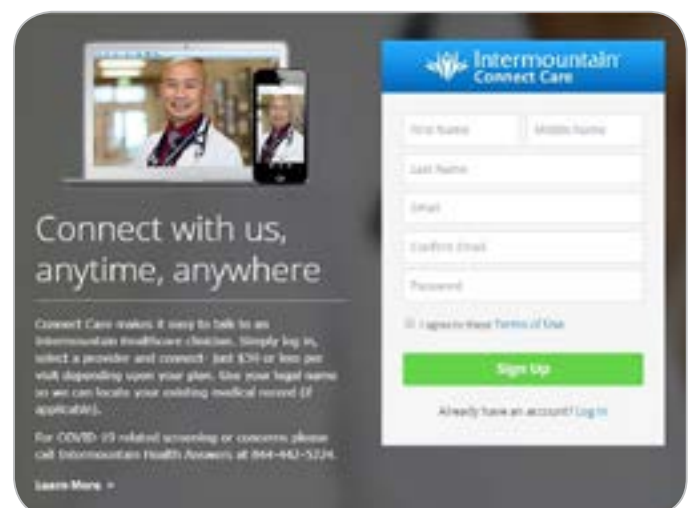 Connect with us,
anytime, anywhere
Connect Care makes it easy to talk to an
Intermountain Healthcare clinician. Simply log in,
select a provider and connect- just $59 or less per
visit depending upon your plan. Use your legal name
so we can locate your existing medical record (if
applicable).
For COVID-19 related screening or concerns please
call Intermountain Health Answers at 844-442-5224.
Learn More »
Intermountain®
Connect Care
First Name
Middle Name
Last Name
Email
Confirm Email
Password
I agree to these Terms of Use
Sign Up
Already have an account? Log In